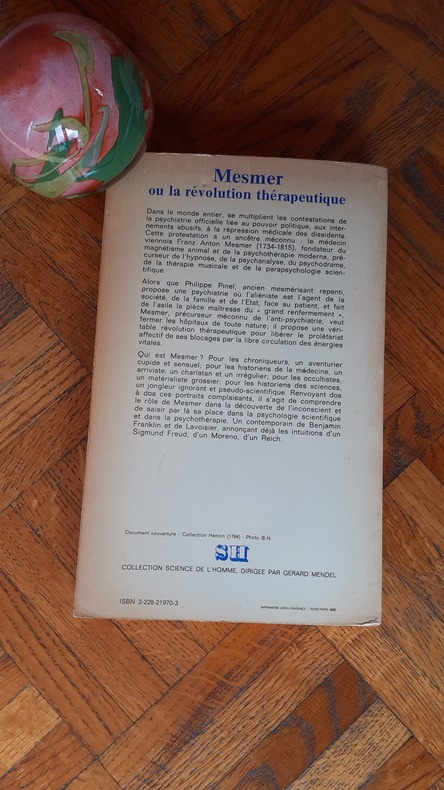 Mesmer
ou la révolution thérapeutique
Dans le monde entier, se multiplient les contestations de
la psychiatrie officielle liée au pouvoir politique, aux inter-
nements abusifs, à la répression médicale des dissidents.
Cette protestation a un ancêtre méconnu : le médecin
viennois Franz Anton Mesmer (1734-1815), fondateur du
magnétisme animal et de la psychothérapie moderne, pré-
curseur de l'hypnose, de la psychanalyse, du psychodrame,
de la thérapie musicale et de la parapsychologie scien-
tifique.
Alors que Philippe Pinel, ancien mesmérisant repenti,
propose une psychiatrie où l'aliéniste est l'agent de la
société, de la famille et de l'Etat, face au patient, et fait
de l'asile la pièce maîtresse du « grand renfermement »,
Mesmer, précurseur méconnu de l'anti-psychiatrie, veut
fermer les hôpitaux de toute nature; il propose une véri-
table révolution thérapeutique pour libérer le prolétariat
affectif de ses blocages par la libre circulation des énergies
vitales.
Qui est Mesmer ? Pour les chroniqueurs, un aventurier
cupide et sensuel; pour les historiens de la médecine, un
arriviste, un charlatan et un irrégulier; pour les occultistes,
un matérialiste grossier; pour les historiens des sciences,
un jongleur ignorant et pseudo-scientifique. Renvoyant dos
à dos ces portraits complaisants, il s'agit de comprendre
le rôle de Mesmer dans la découverte de l'inconscient et
de saisir par là sa place dans la psychologie scientifique
et dans la psychothérapie. Un contemporain de Benjamin
Franklin et de Lavoisier, annonçant déjà les intuitions d'un
Sigmund Freud, d'un Moreno, d'un Reich.
Document couverture : Collection Hennin (1784) - Photo B.N.
SH
COLLECTION SCIENCE DE L'HOMME, DIRIGEE PAR GERARD MENDEL
ISBN 2-228-21970-3
IMPRIMERIE